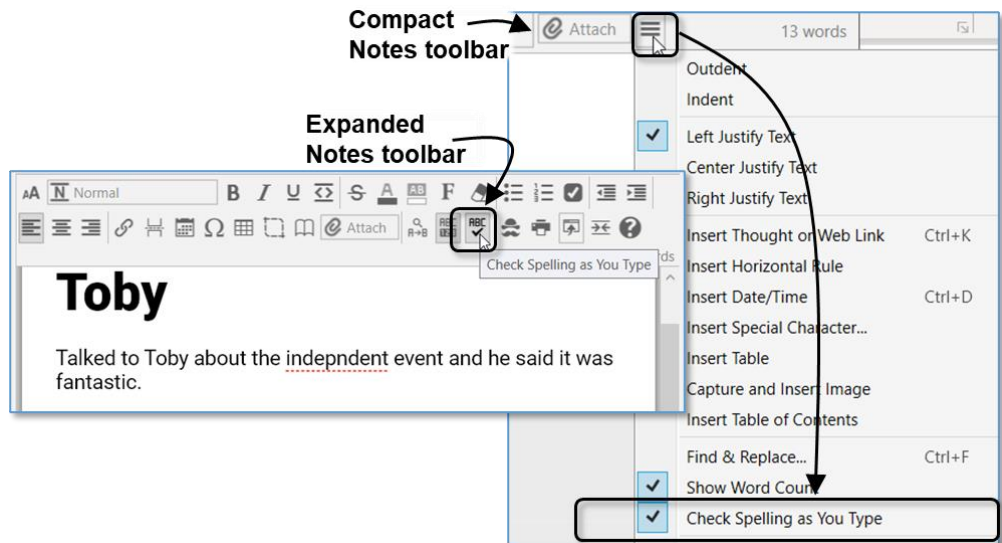 Compact
Notes toolbar
Attach
13 words
Outdent
Indent
Left Justify Text
Center Justify Text
Right Justify Text
Insert Thought or Web Link Ctrl+K
Insert Horizontal Rule
Insert Date/Time Ctrl+D
Insert Special Character...
Insert Table
Capture and Insert Image
Insert Table of Contents
Find & Replace... Ctrl+F
Show Word Count
Check Spelling as You Type
Expanded
Notes toolbar
AA N Normal B I U S A AB F
Ω Attach A→B ABC ?
Check Spelling as You Type
rds
Toby
Talked to Toby about the indepndent event and he said it was
fantastic.